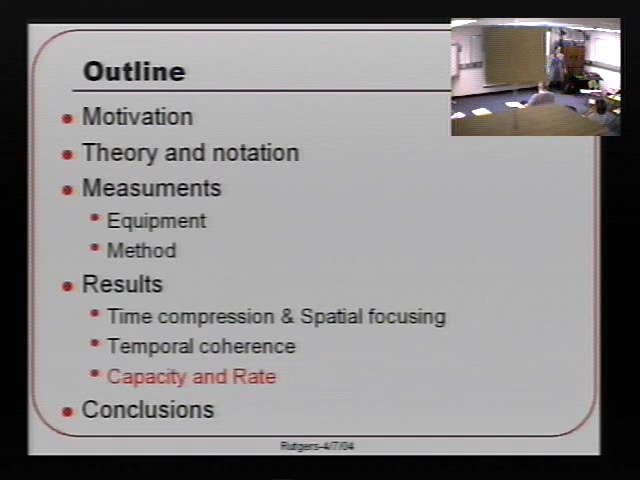 Outline
Motivation
Theory and notation
Measuments
Equipment
Method
Results
Time compression & Spatial focusing
Temporal coherence
Capacity and Rate
Conclusions
Rutgers-4/7/04